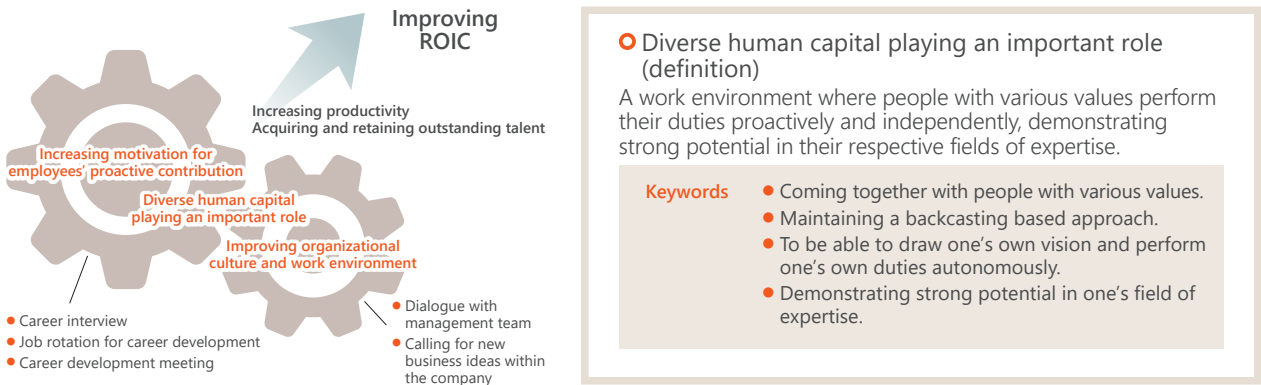 Improving
ROIC
Increasing productivity
Acquiring and retaining outstanding talent
Increasing motivation for
employees' proactive contribution
Diverse human capital
playing an important role
Improving organizational
culture and work environment
● Career interview
● Job rotation for career development
● Career development meeting
● Dialogue with
management team
● Calling for new
business ideas within
the company
Diverse human capital playing an important role
(definition)
A work environment where people with various values perform
their duties proactively and independently, demonstrating
strong potential in their respective fields of expertise.
Keywords
● Coming together with people with various values.
● Maintaining a backcasting based approach.
● To be able to draw one's own vision and perform
one's own duties autonomously.
● Demonstrating strong potential in one's field of
expertise.